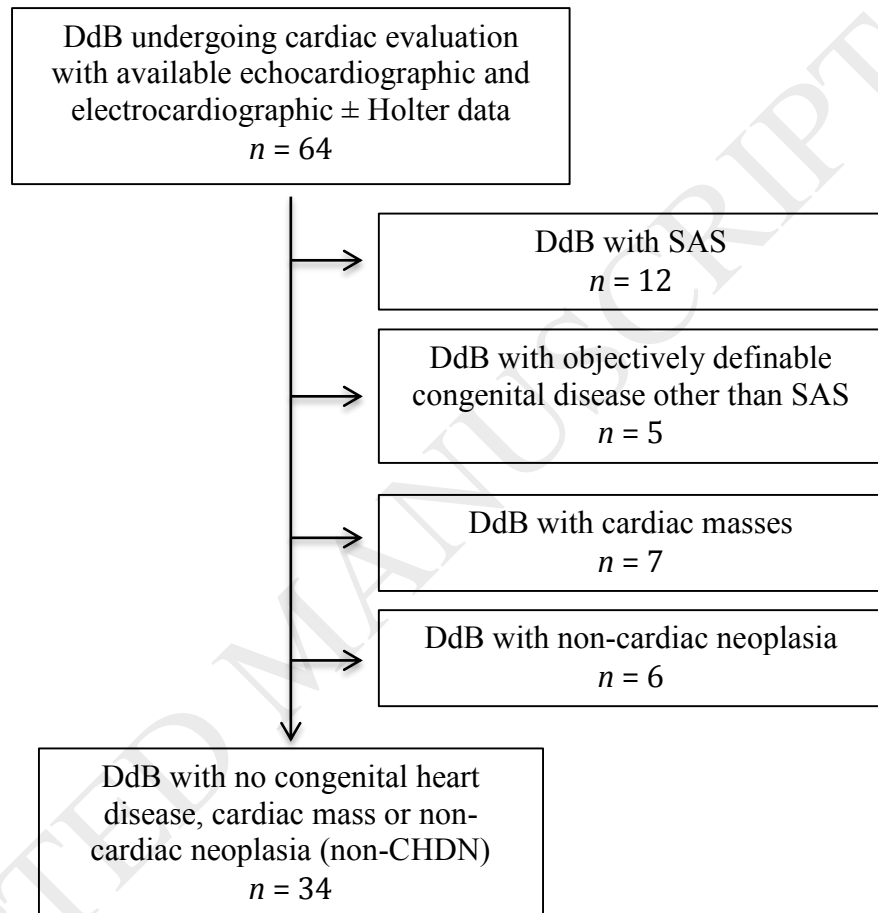 DdB undergoing cardiac evaluation
with available echocardiographic and
electrocardiographic ± Holter data
n = 64
DdB with SAS
n = 12
DdB with objectively definable
congenital disease other than SAS
n = 5
DdB with cardiac masses
n = 7
DdB with non-cardiac neoplasia
n = 6
DdB with no congenital heart
disease, cardiac mass or non-
cardiac neoplasia (non-CHDN)
n = 34
TED MANUSCRIPT